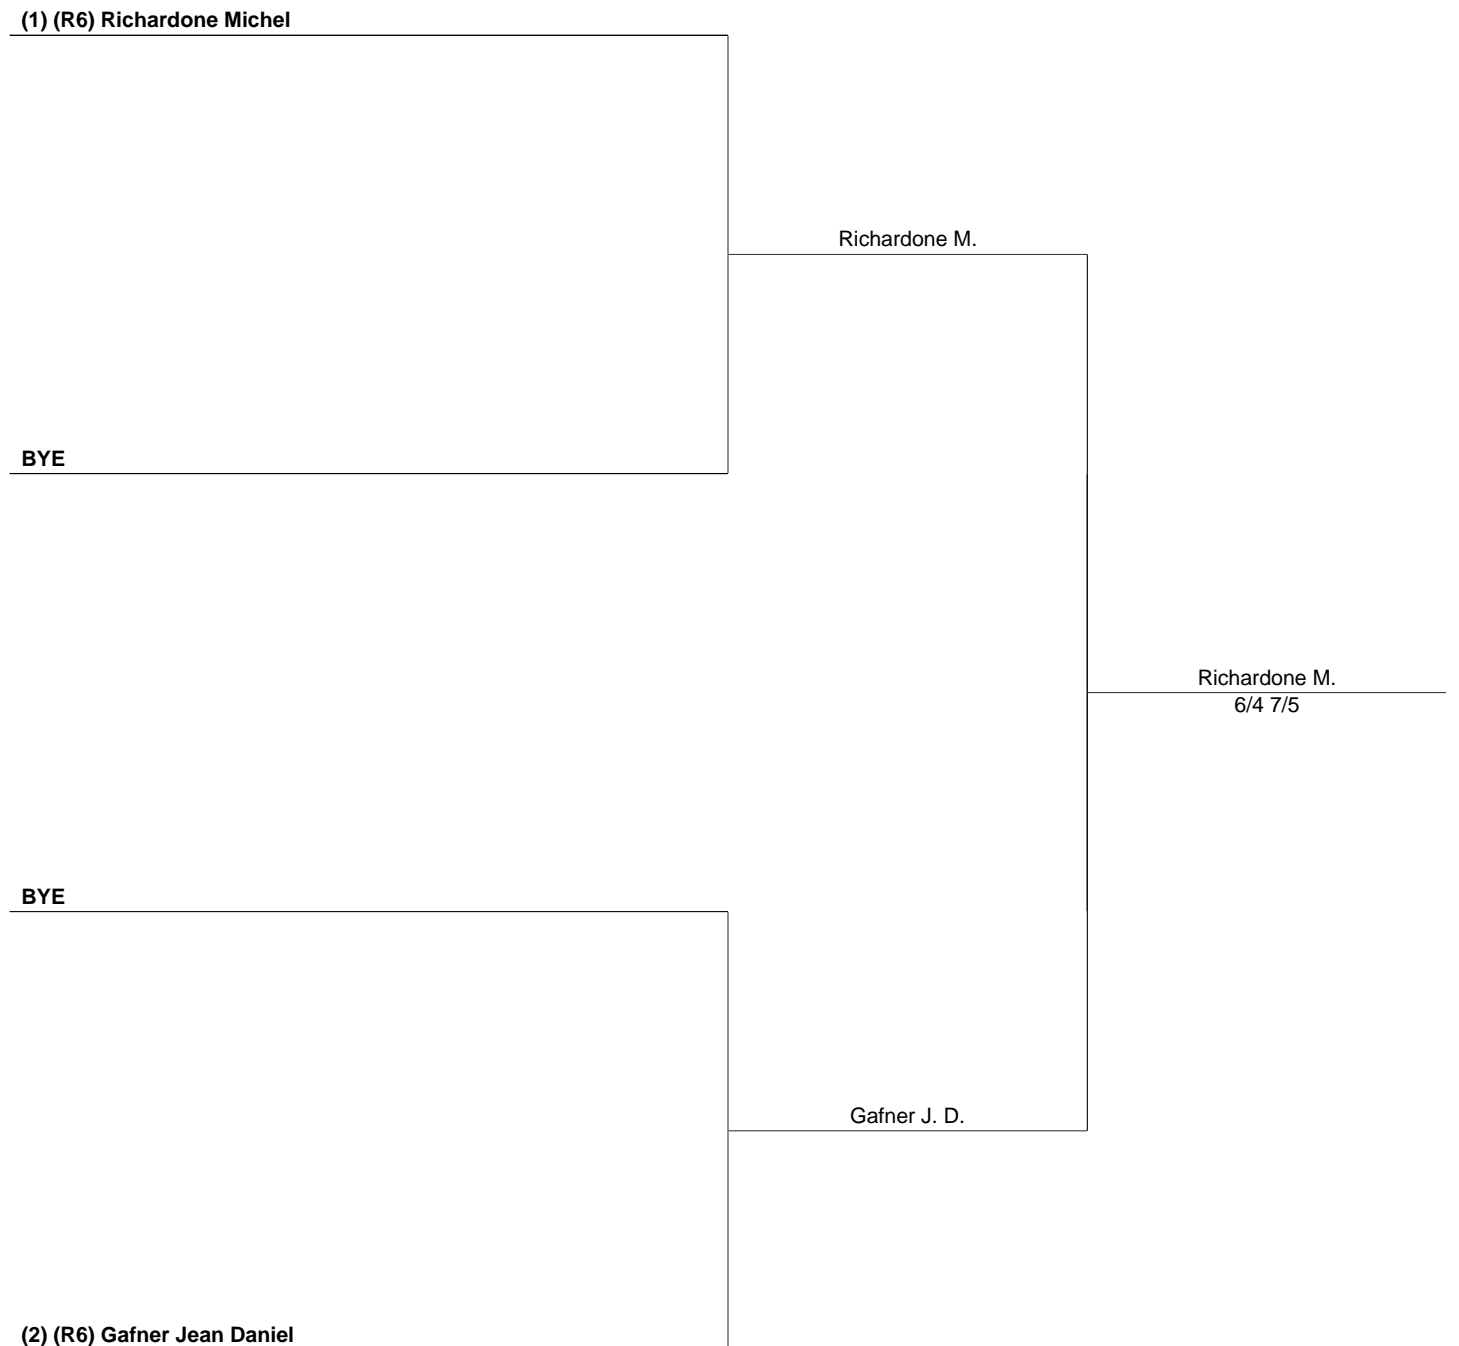 (1) (R6) Richardone Michel
Richardone M.
BYE
Richardone M.
6/4 7/5
BYE
Gafner J. D.
(2) (R6) Gafner Jean Daniel